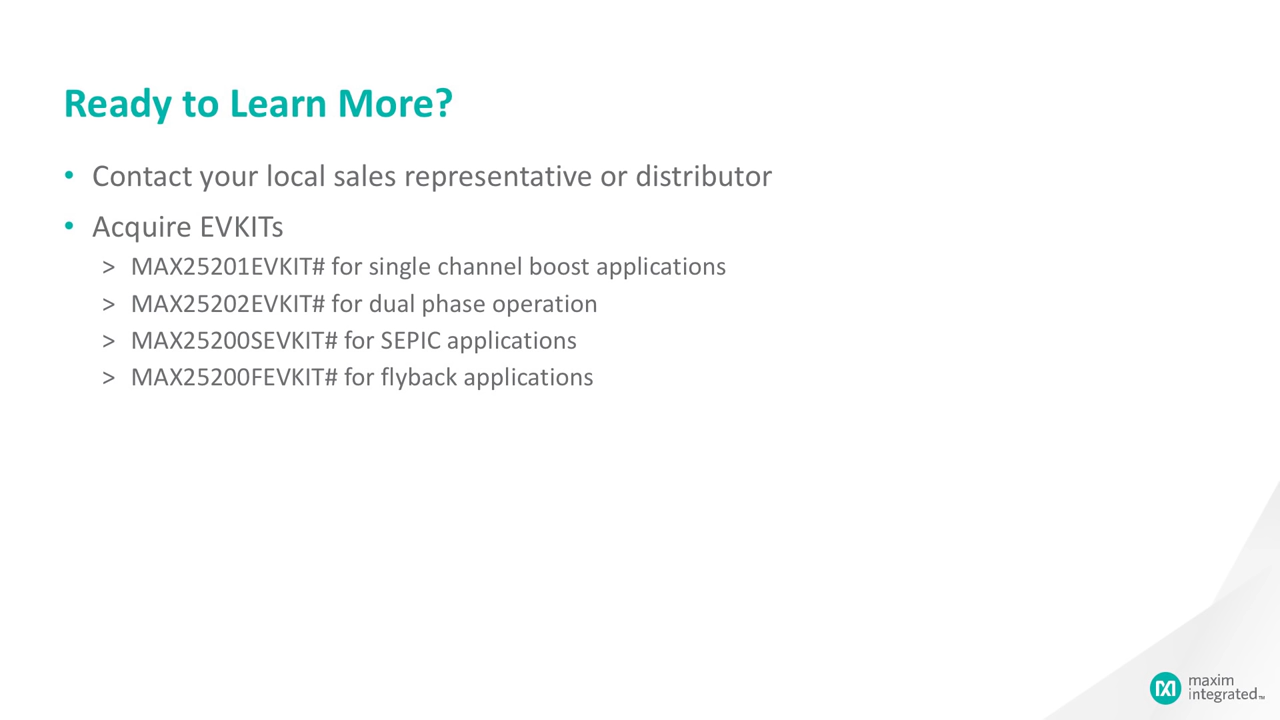 Ready to Learn More?
• Contact your local sales representative or distributor
• Acquire EVKITs
> MAX25201EVKIT# for single channel boost applications
> MAX25202EVKIT# for dual phase operation
> MAX25200SEVKIT# for SEPIC applications
> MAX25200FEVKIT# for flyback applications
maxim
integrated™